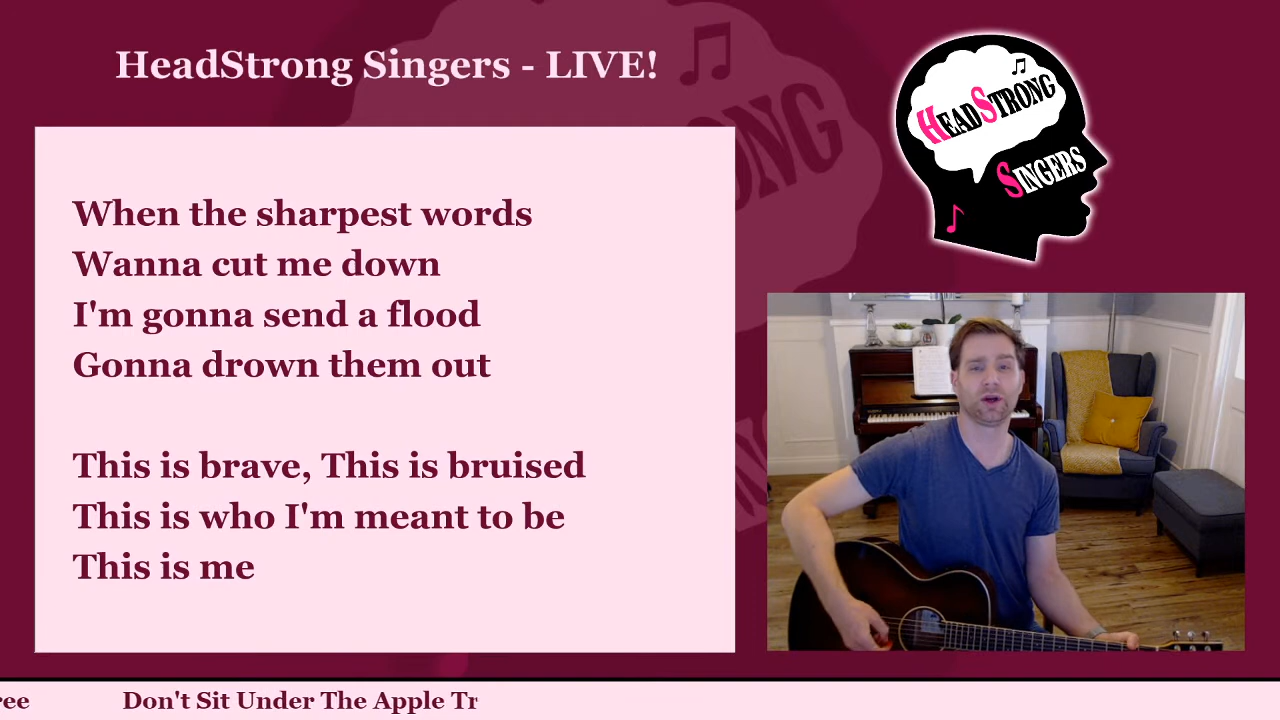 HeadStrong Singers - LIVE!
HEADSTRONG
SINGERS
When the sharpest words
Wanna cut me down
I'm gonna send a flood
Gonna drown them out
This is brave, This is bruised
This is who I'm meant to be
This is me
ree Don't Sit Under The Apple Tr